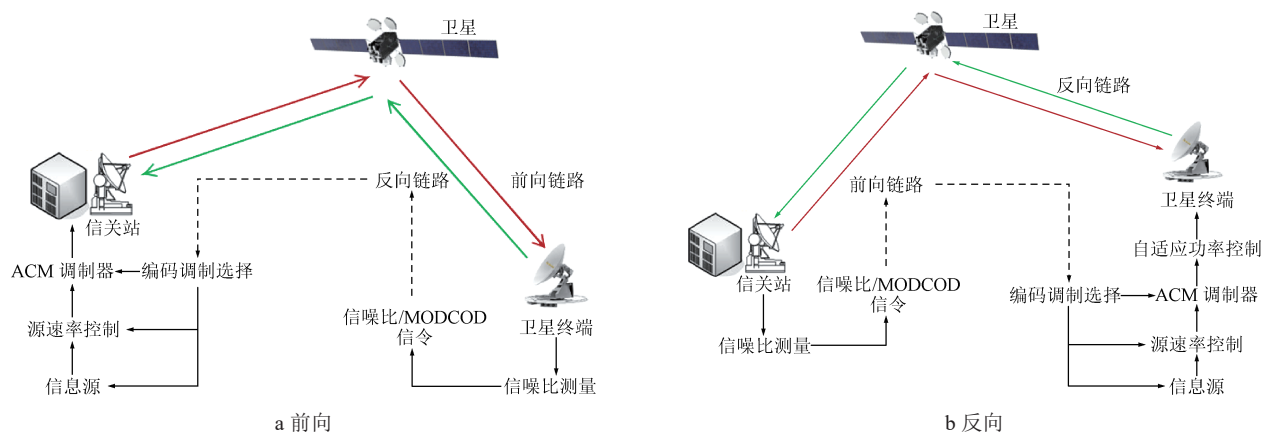 卫星
反向链路
前向链路
信关站
ACM 调制器
编码调制选择
源速率控制
信噪比/MODCOD
信令
卫星终端
信息源
信噪比测量
a 前向
卫星
反向链路
前向链路
卫星终端
自适应功率控制
信关站
信噪比/MODCOD
信令
编码调制选择
ACM 调制器
信噪比测量
源速率控制
信息源
b 反向